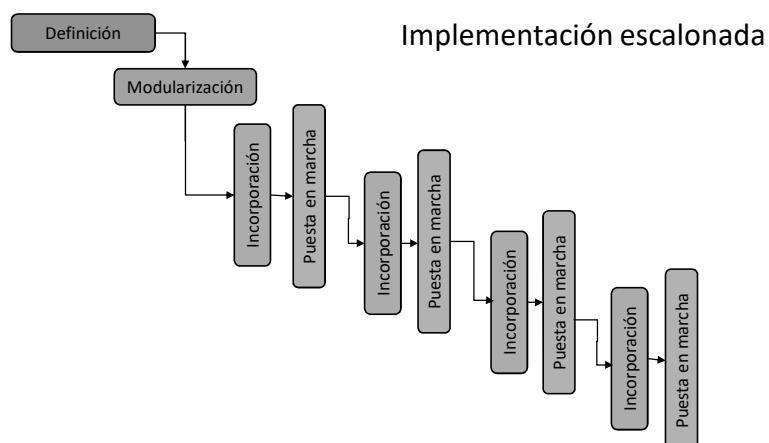 Implementación escalonada
Definición
Modularización
Incorporación
Puesta en marcha
Incorporación
Puesta en marcha
Incorporación
Puesta en marcha
Incorporación
Puesta en marcha